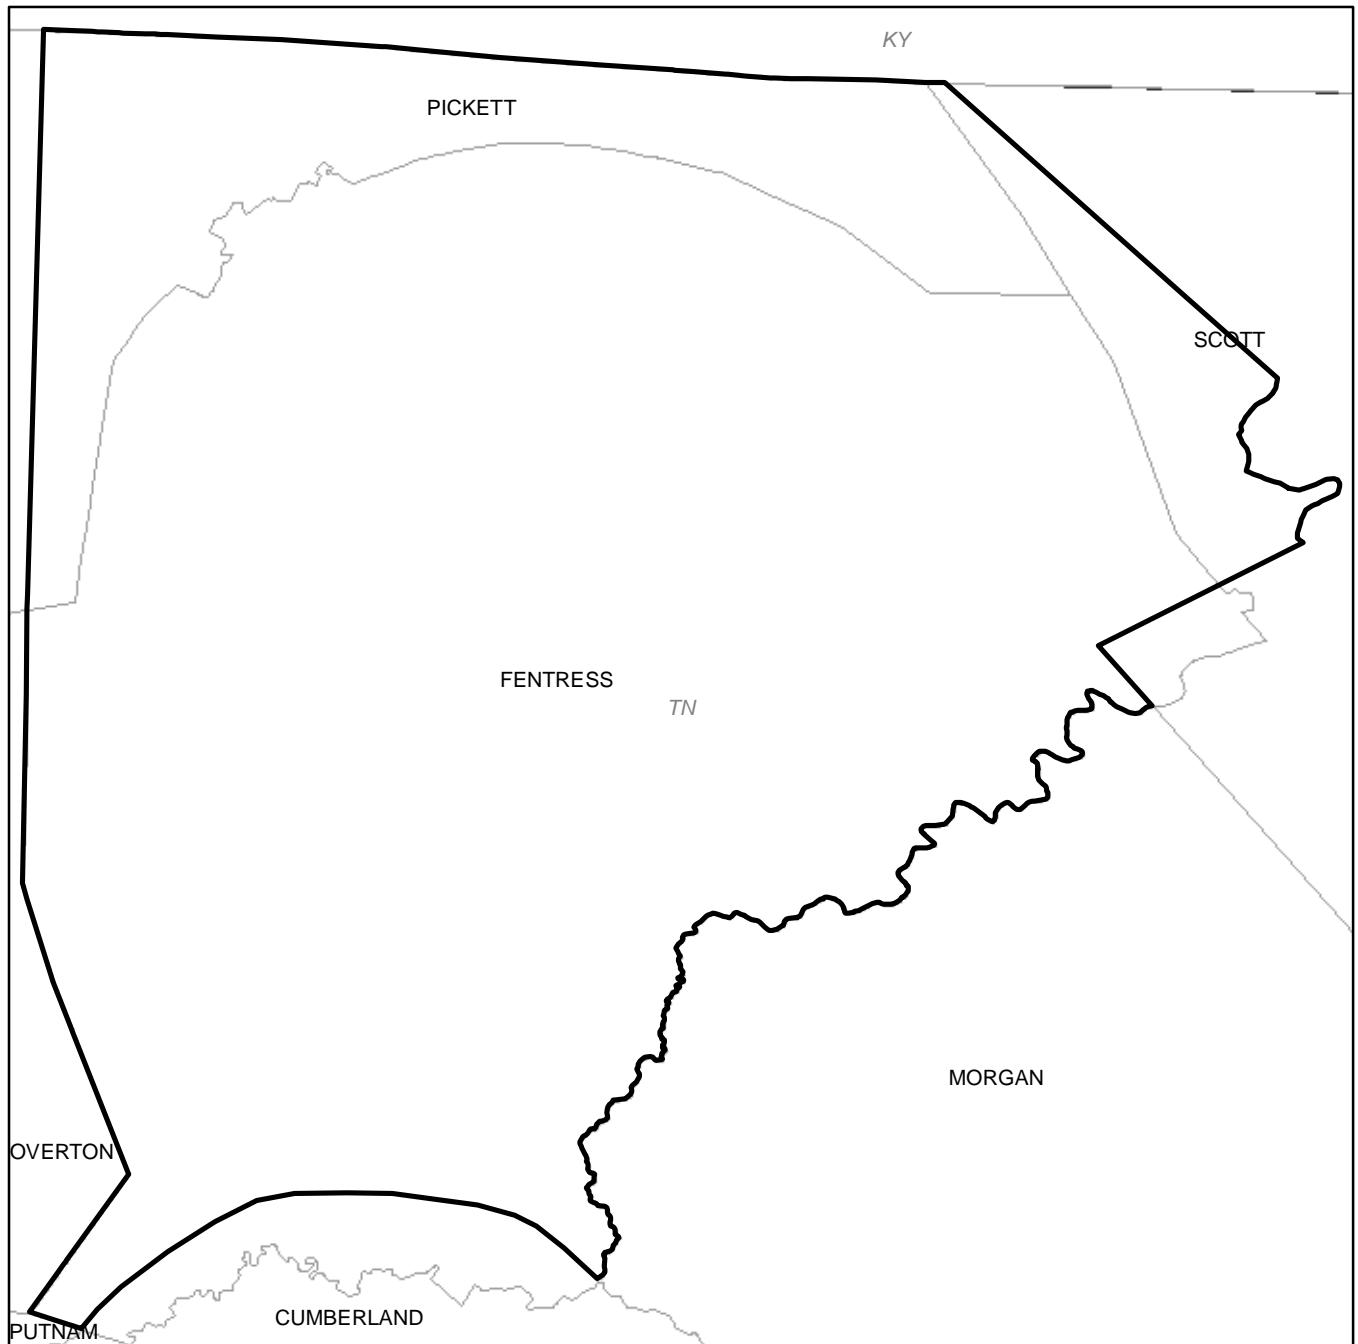 KY
PICKETT
SCOTT
FENTRESS
TN
MORGAN
OVERTON
CUMBERLAND
PUTNAM